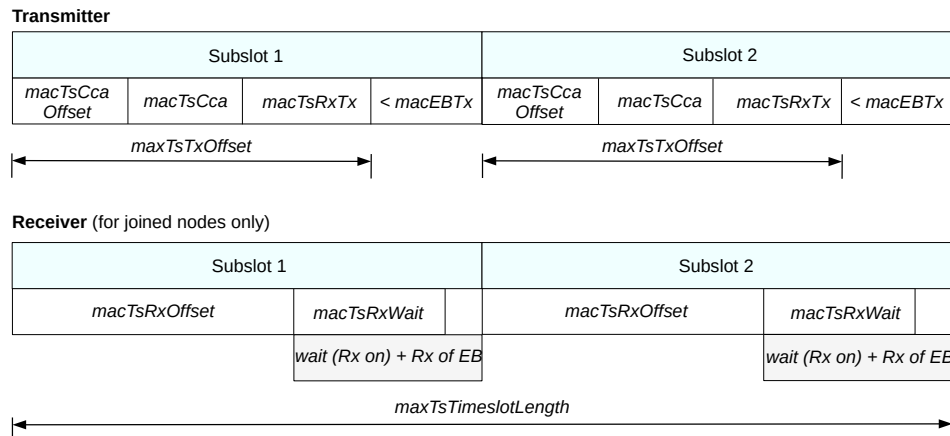 Transmitter
Subslot 1 Subslot 2
macTsCca Offset macTsCca macTsRxTx < macEBTx macTsCca Offset macTsCca macTsRxTx < macEBTx
maxTsTxOffset maxTsTxOffset
Receiver (for joined nodes only)
Subslot 1 Subslot 2
macTsRxOffset macTsRxWait macTsRxOffset macTsRxWait
wait (Rx on) + Rx of EB wait (Rx on) + Rx of EB
maxTsTimeslotLength